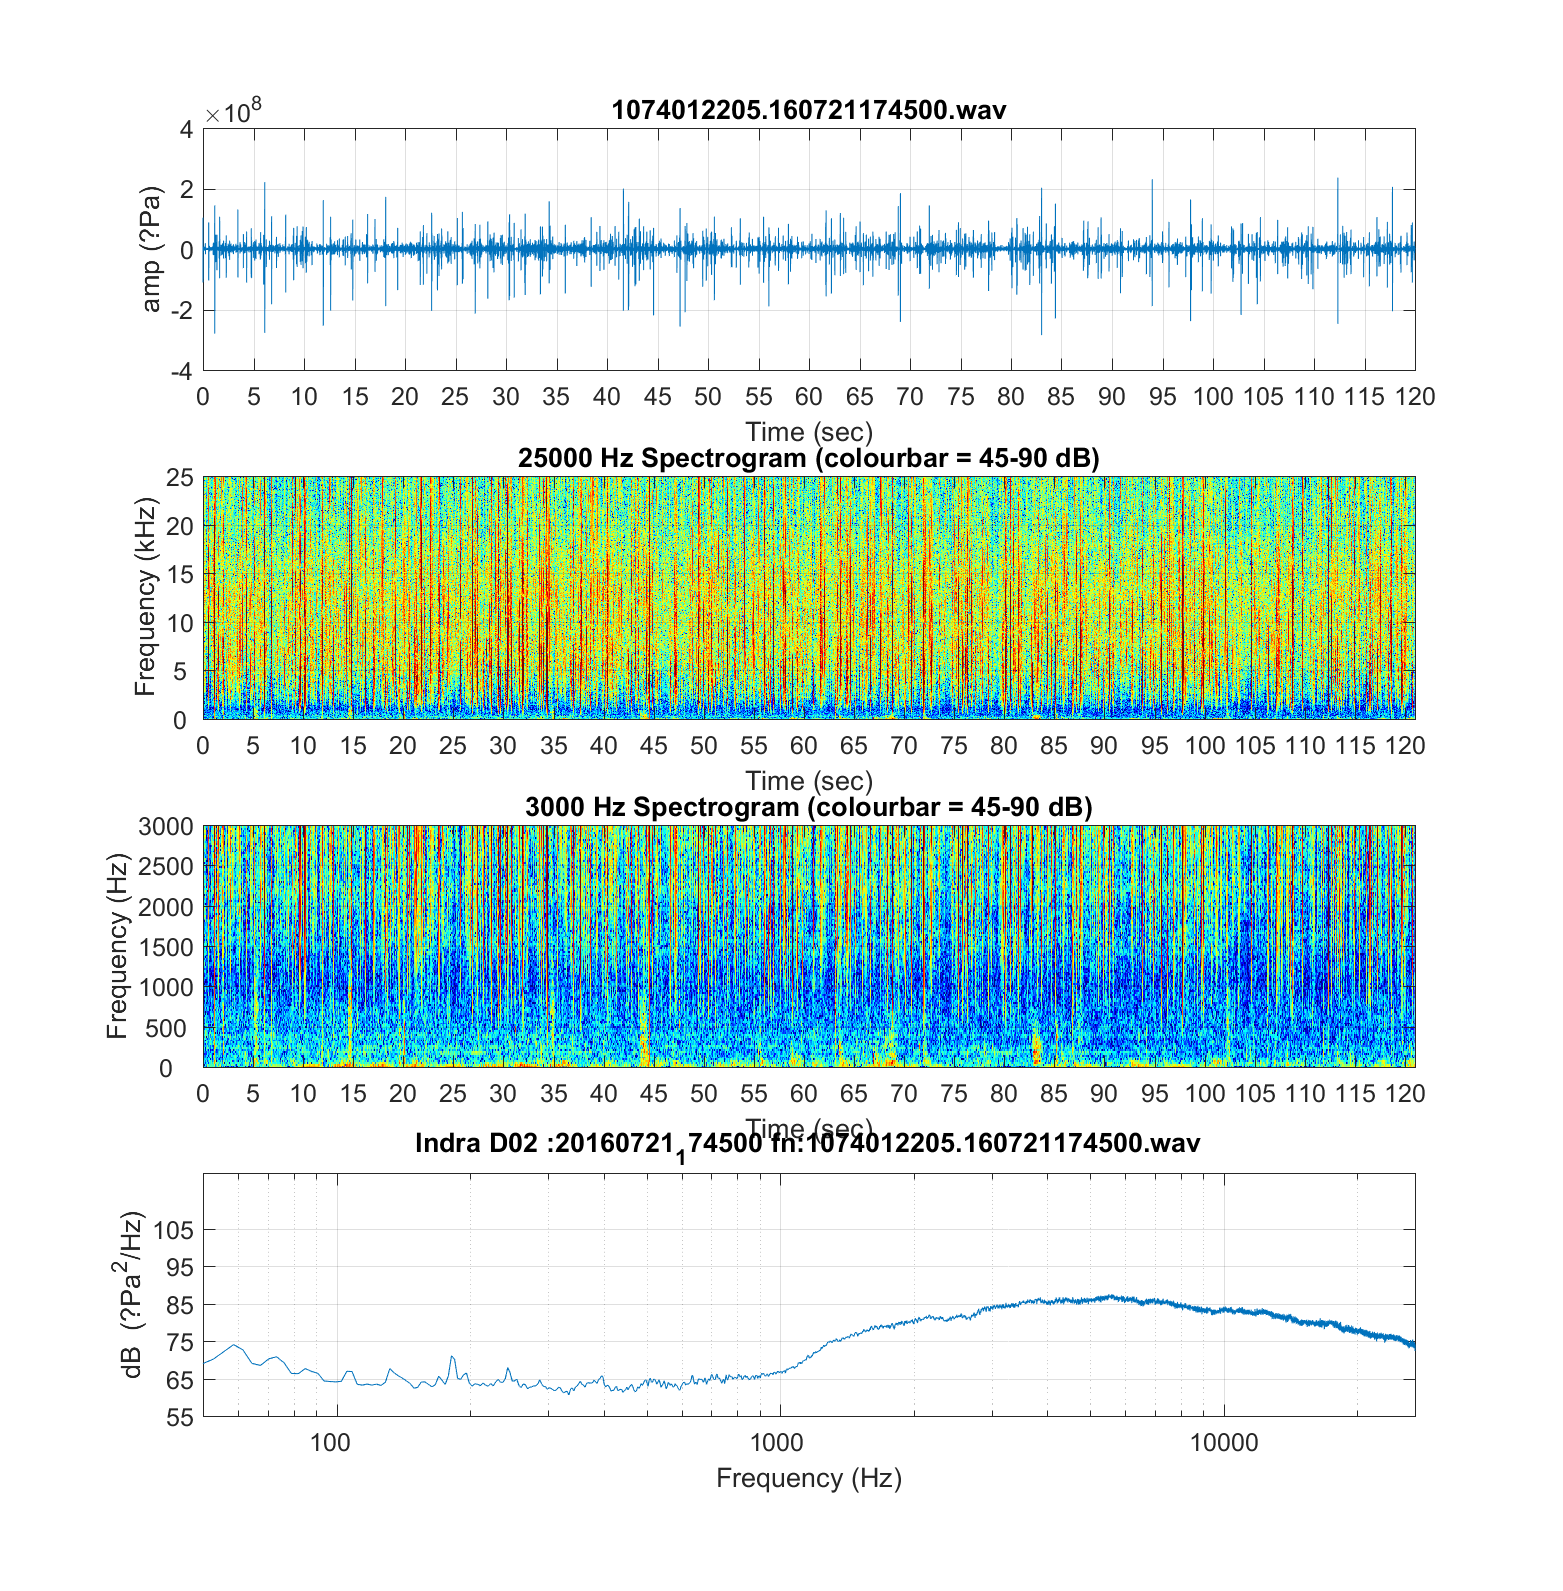 1074012205.160721174500.wav
×10^8
4
2
0
-2
-4
amp (?Pa)
0 5 10 15 20 25 30 35 40 45 50 55 60 65 70 75 80 85 90 95 100 105 110 115 120
Time (sec)
25000 Hz Spectrogram (colourbar = 45-90 dB)
25
20
15
10
5
0
Frequency (kHz)
0 5 10 15 20 25 30 35 40 45 50 55 60 65 70 75 80 85 90 95 100 105 110 115 120
Time (sec)
3000 Hz Spectrogram (colourbar = 45-90 dB)
3000
2500
2000
1500
1000
500
0
Frequency (Hz)
0 5 10 15 20 25 30 35 40 45 50 55 60 65 70 75 80 85 90 95 100 105 110 115 120
Time (sec)
Indra D02 :20160721_174500 fn:1074012205.160721174500.wav
105
95
85
75
65
55
dB (?Pa^2/Hz)
100 1000 10000
Frequency (Hz)